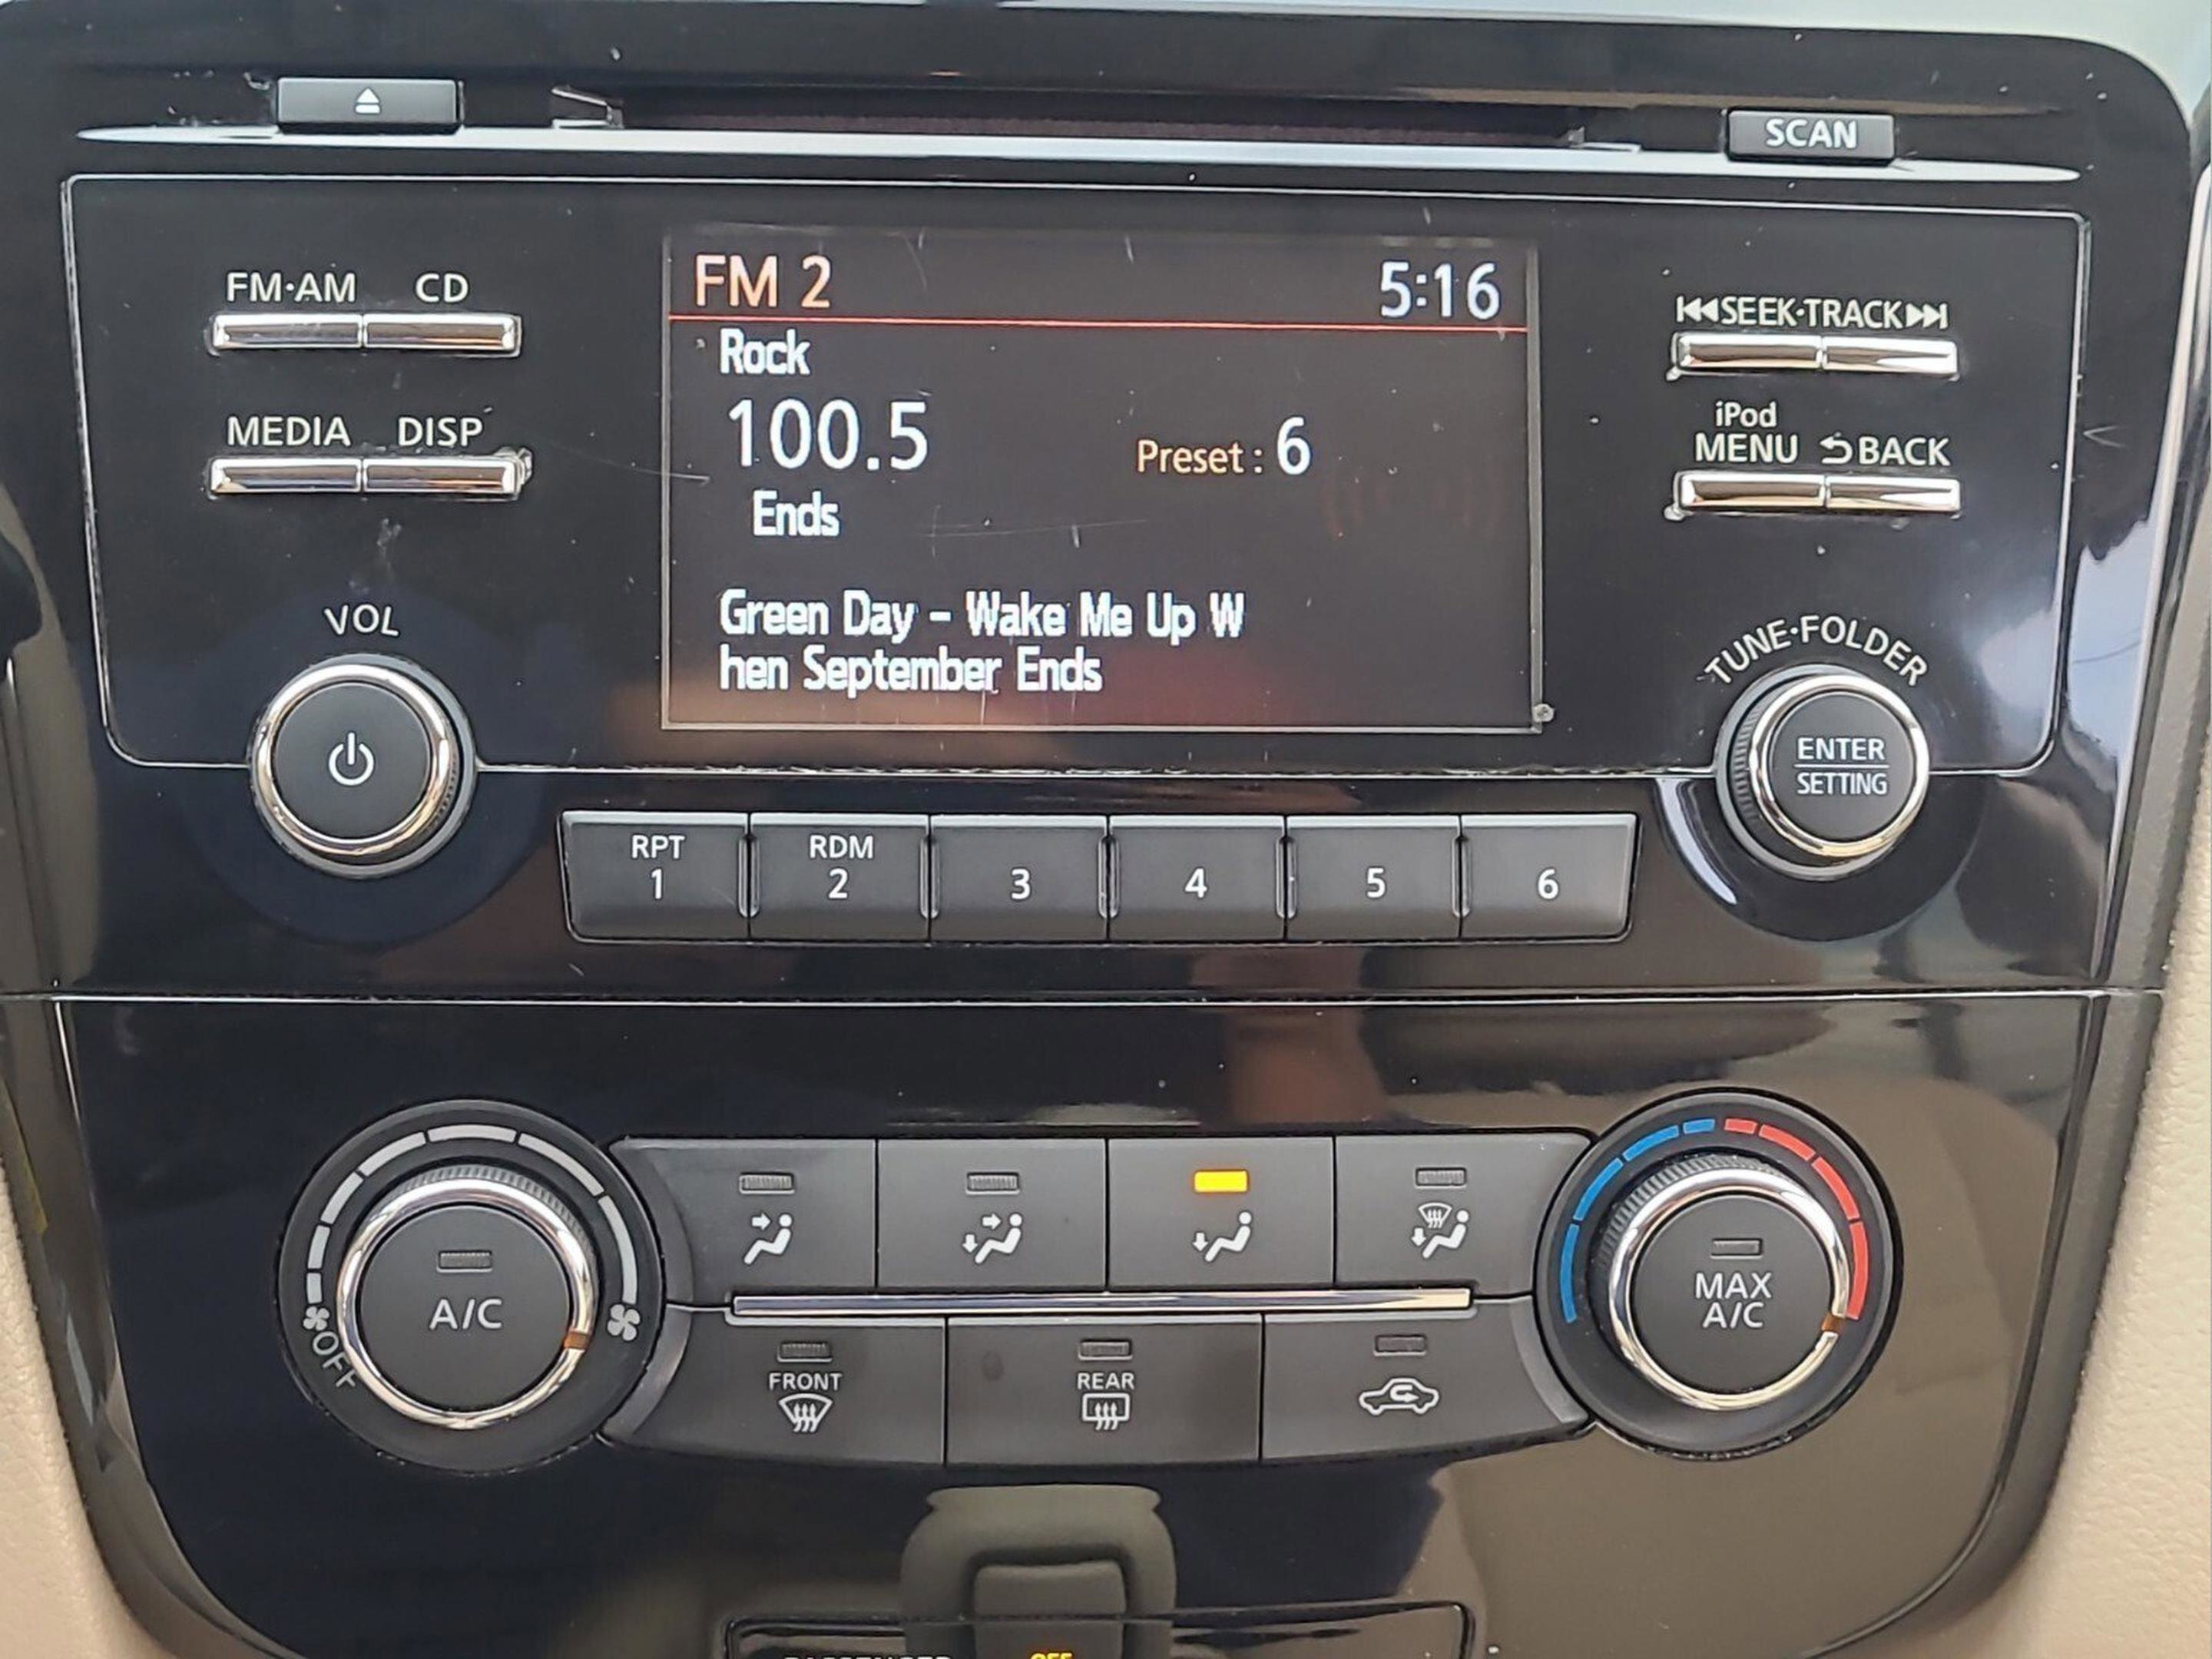 SCAN
FM·AM CD
FM 2 5:16
SEEK·TRACK
Rock
100.5 Preset : 6
MEDIA DISP
iPod
MENU BACK
Ends
VOL
Green Day - Wake Me Up W
hen September Ends
TUNE·FOLDER
ENTER
SETTING
RPT RDM
1 2 3 4 5 6
A/C
OFF
MAX
A/C
FRONT REAR
PASSENGER OFF